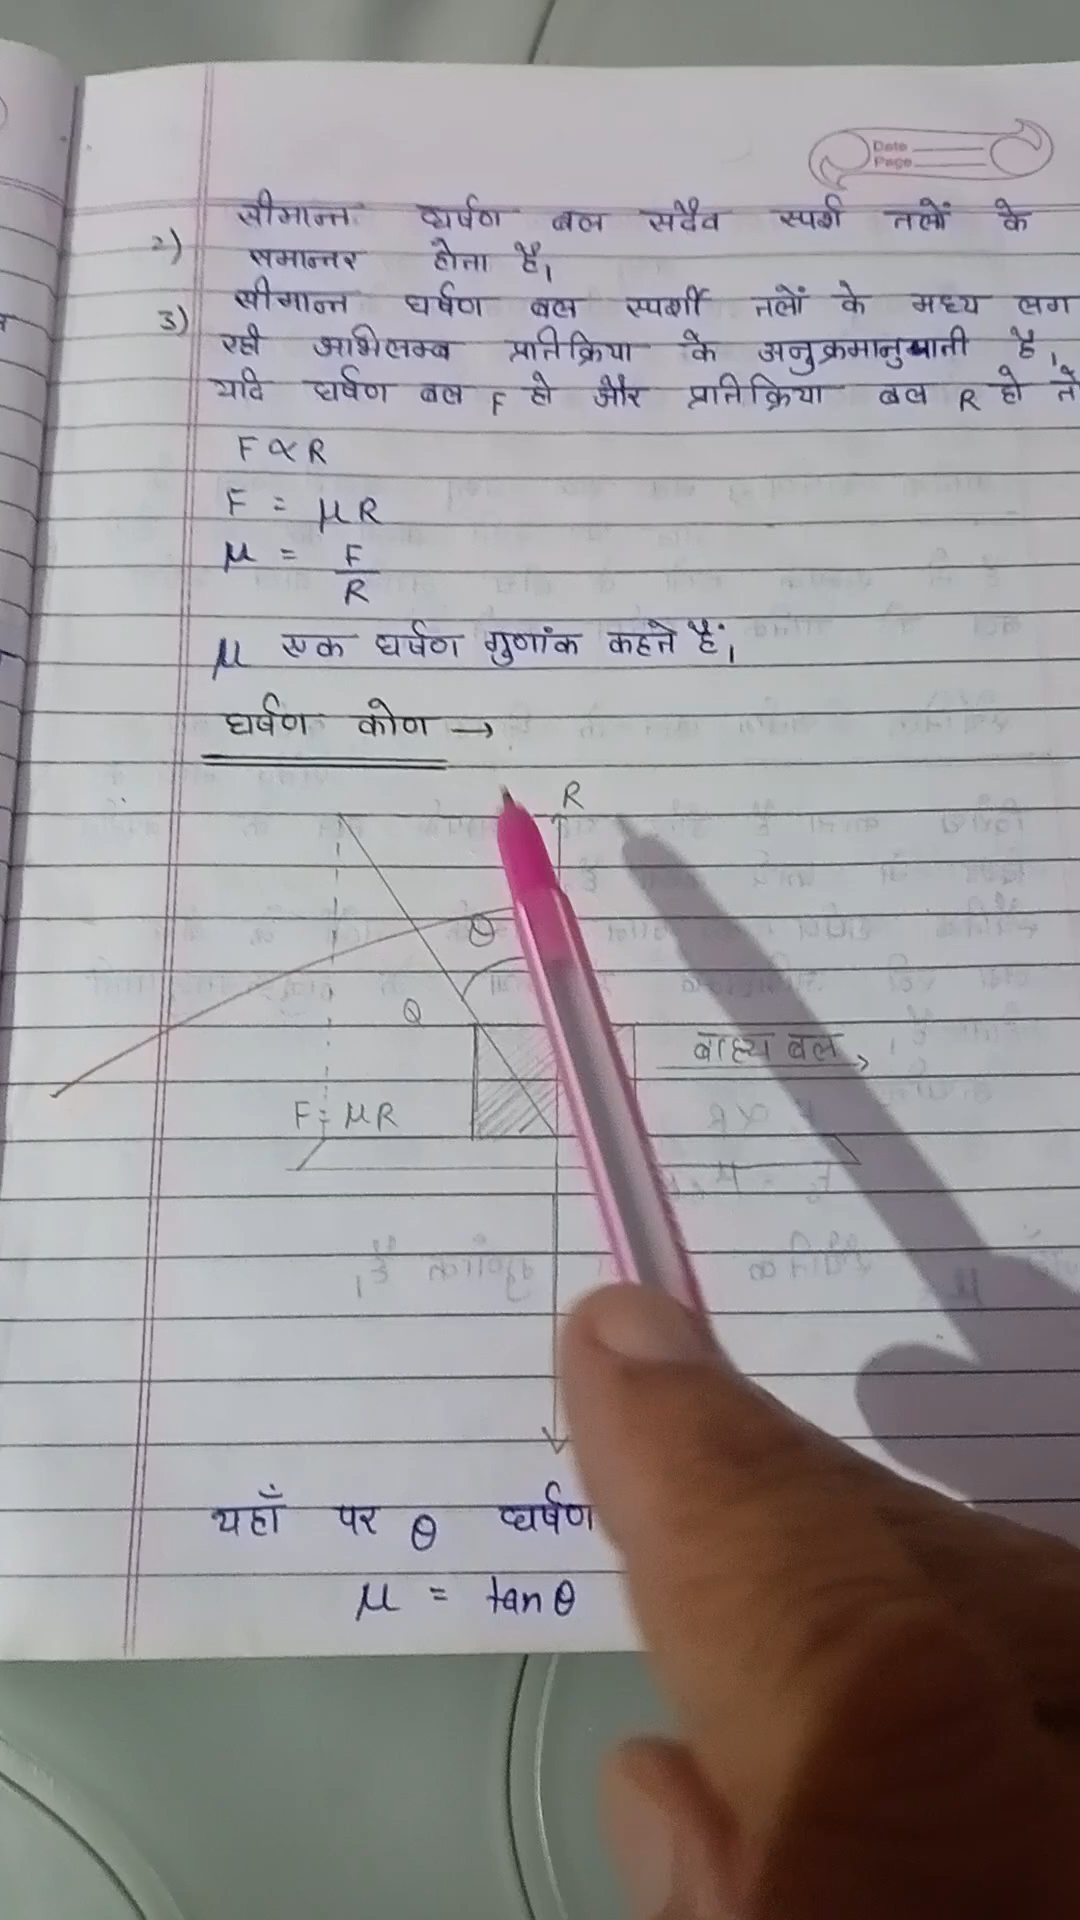 Date
Page
सीमान्त घर्षण बल सदैव स्पर्श तलों के
2) समान्तर होता है,
3) सीमान्त घर्षण बल स्पर्शी तलों के मध्य लग
रही अभिलम्ब प्रतिक्रिया के अनुक्रमानुपाती है,
यदि घर्षण बल F हो और प्रतिक्रिया बल R हो तो
F ∝ R
F = μR
μ = F/R
μ एक घर्षण गुणांक कहते हैं,
घर्षण कोण →
R
θ
Q
बाह्य बल
F = μR
यहाँ पर θ घर्षण
μ = tanθ